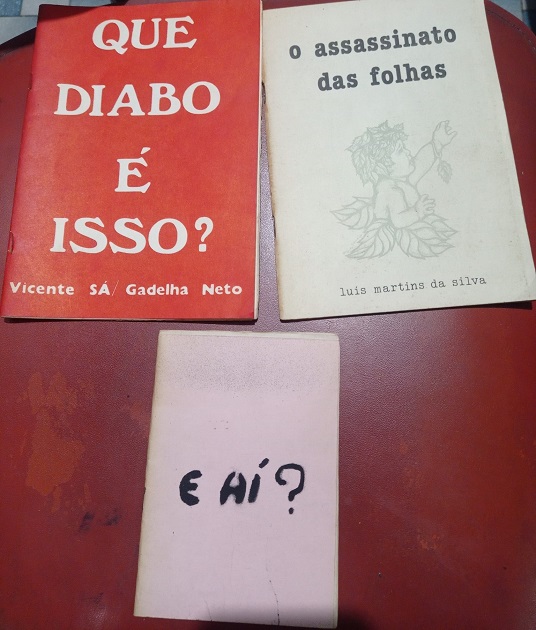 QUE
DIABO
É
ISSO?
Vicente SÁ/ Gadelha Neto
o assassinato
das folhas
luis martins da silva
E AÍ?